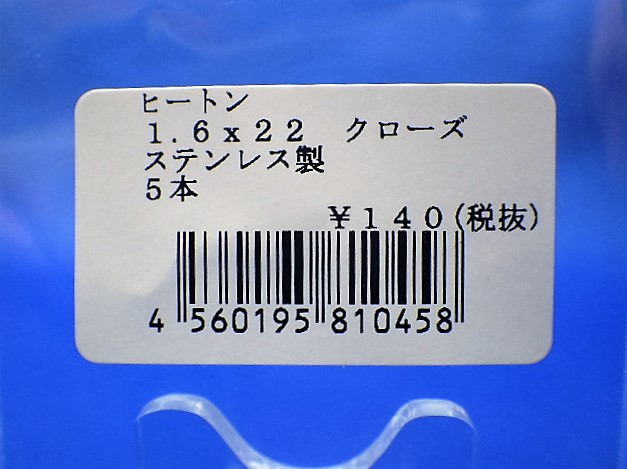 ヒートン
１.６ｘ２２　クローズ
ステンレス製
５本
￥１４０(税抜)
4 560195 810458